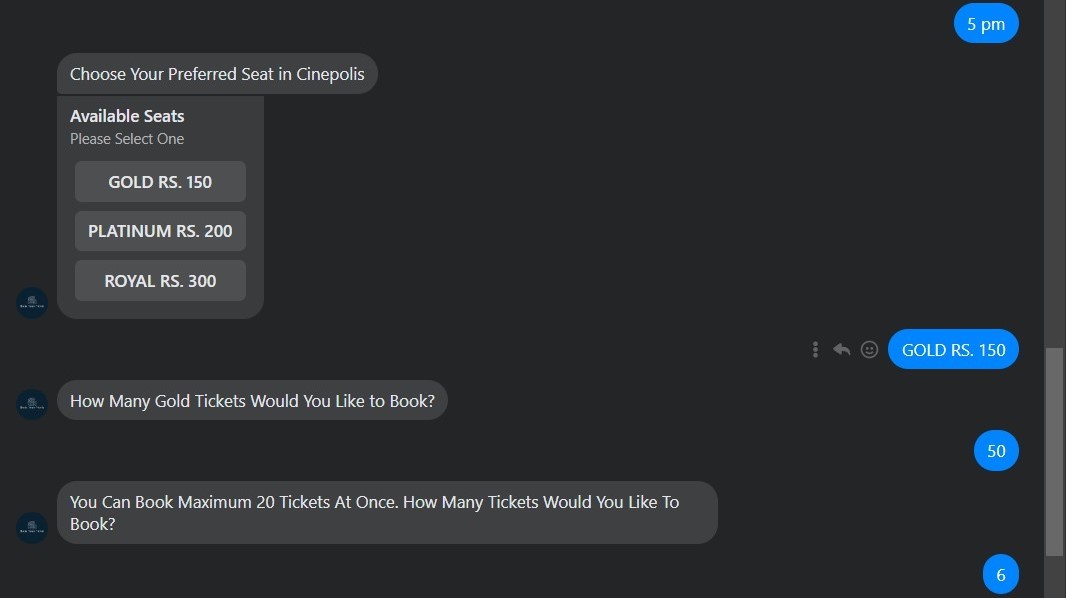 5 pm
Choose Your Preferred Seat in Cinepolis
Available Seats
Please Select One
GOLD RS. 150
PLATINUM RS. 200
ROYAL RS. 300
GOLD RS. 150
How Many Gold Tickets Would You Like to Book?
50
You Can Book Maximum 20 Tickets At Once. How Many Tickets Would You Like To
Book?
6